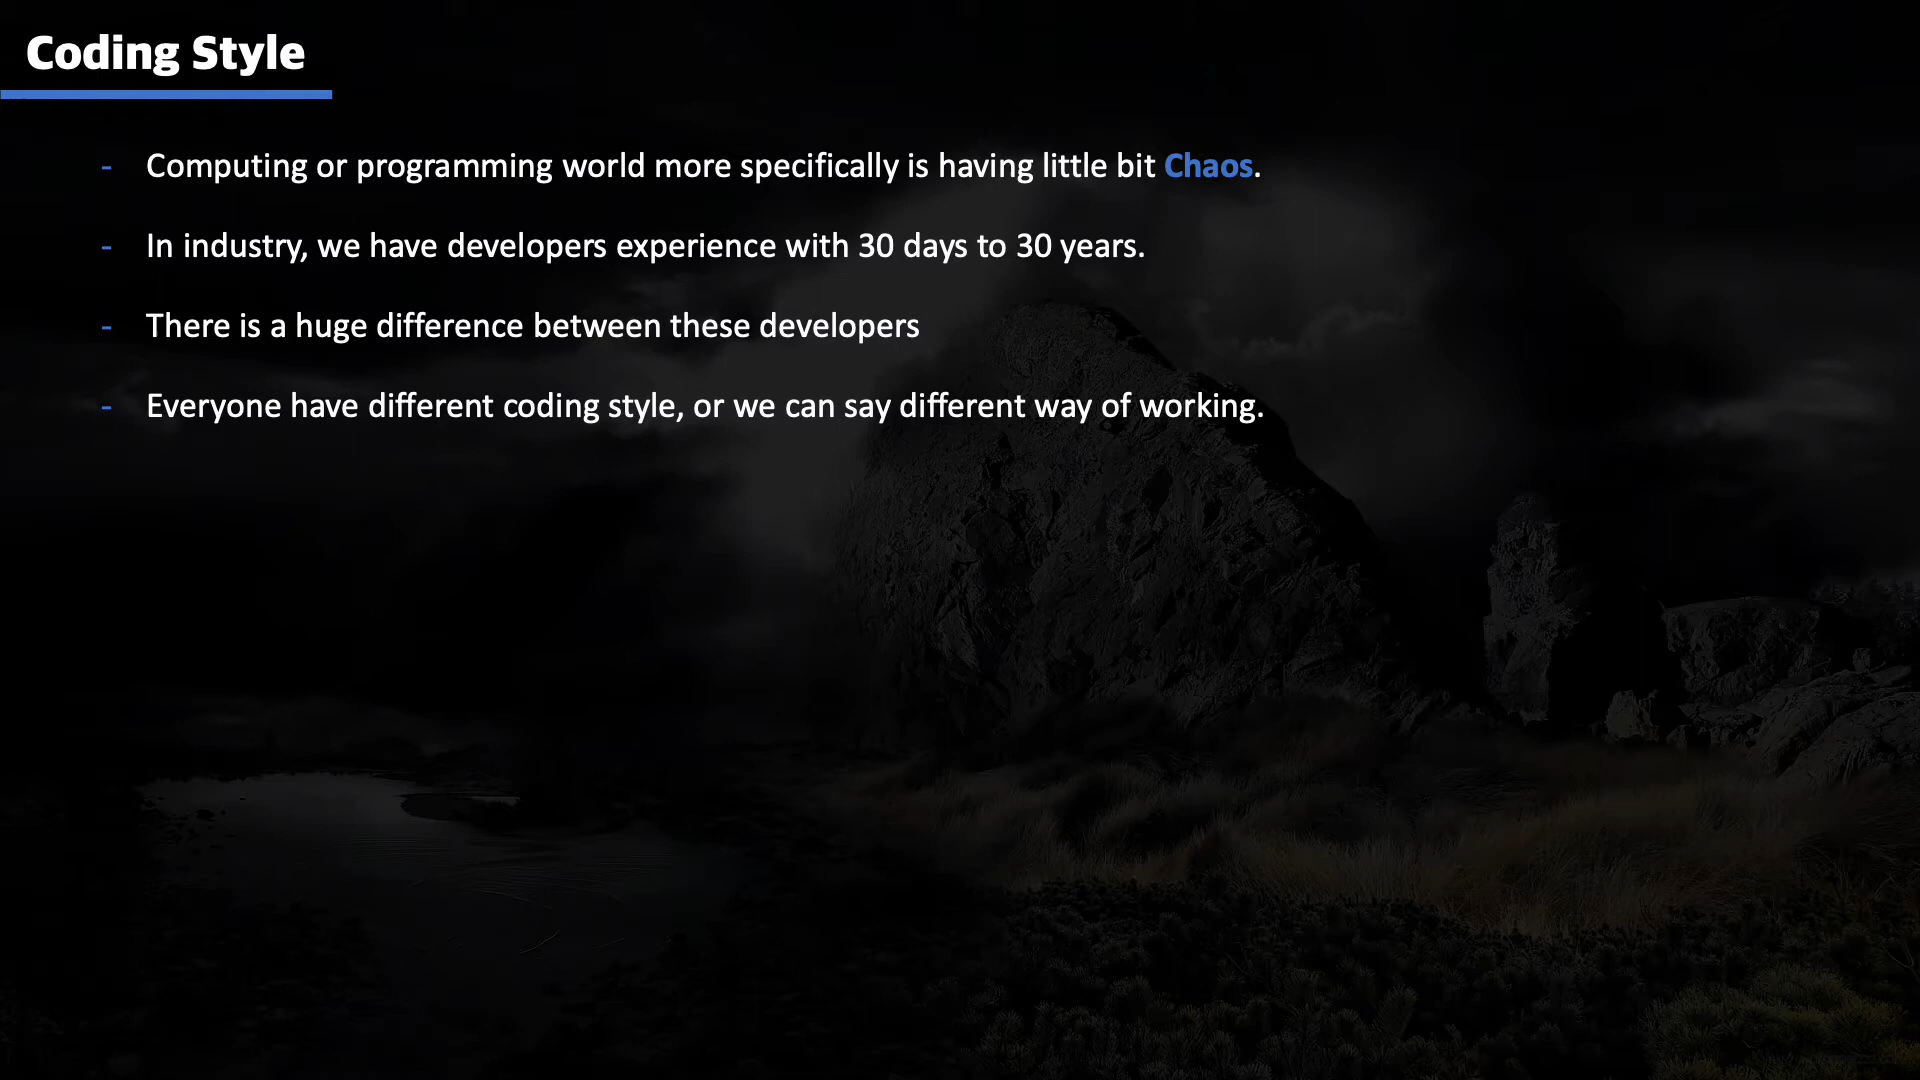 Coding Style
- Computing or programming world more specifically is having little bit Chaos.
- In industry, we have developers experience with 30 days to 30 years.
- There is a huge difference between these developers
- Everyone have different coding style, or we can say different way of working.